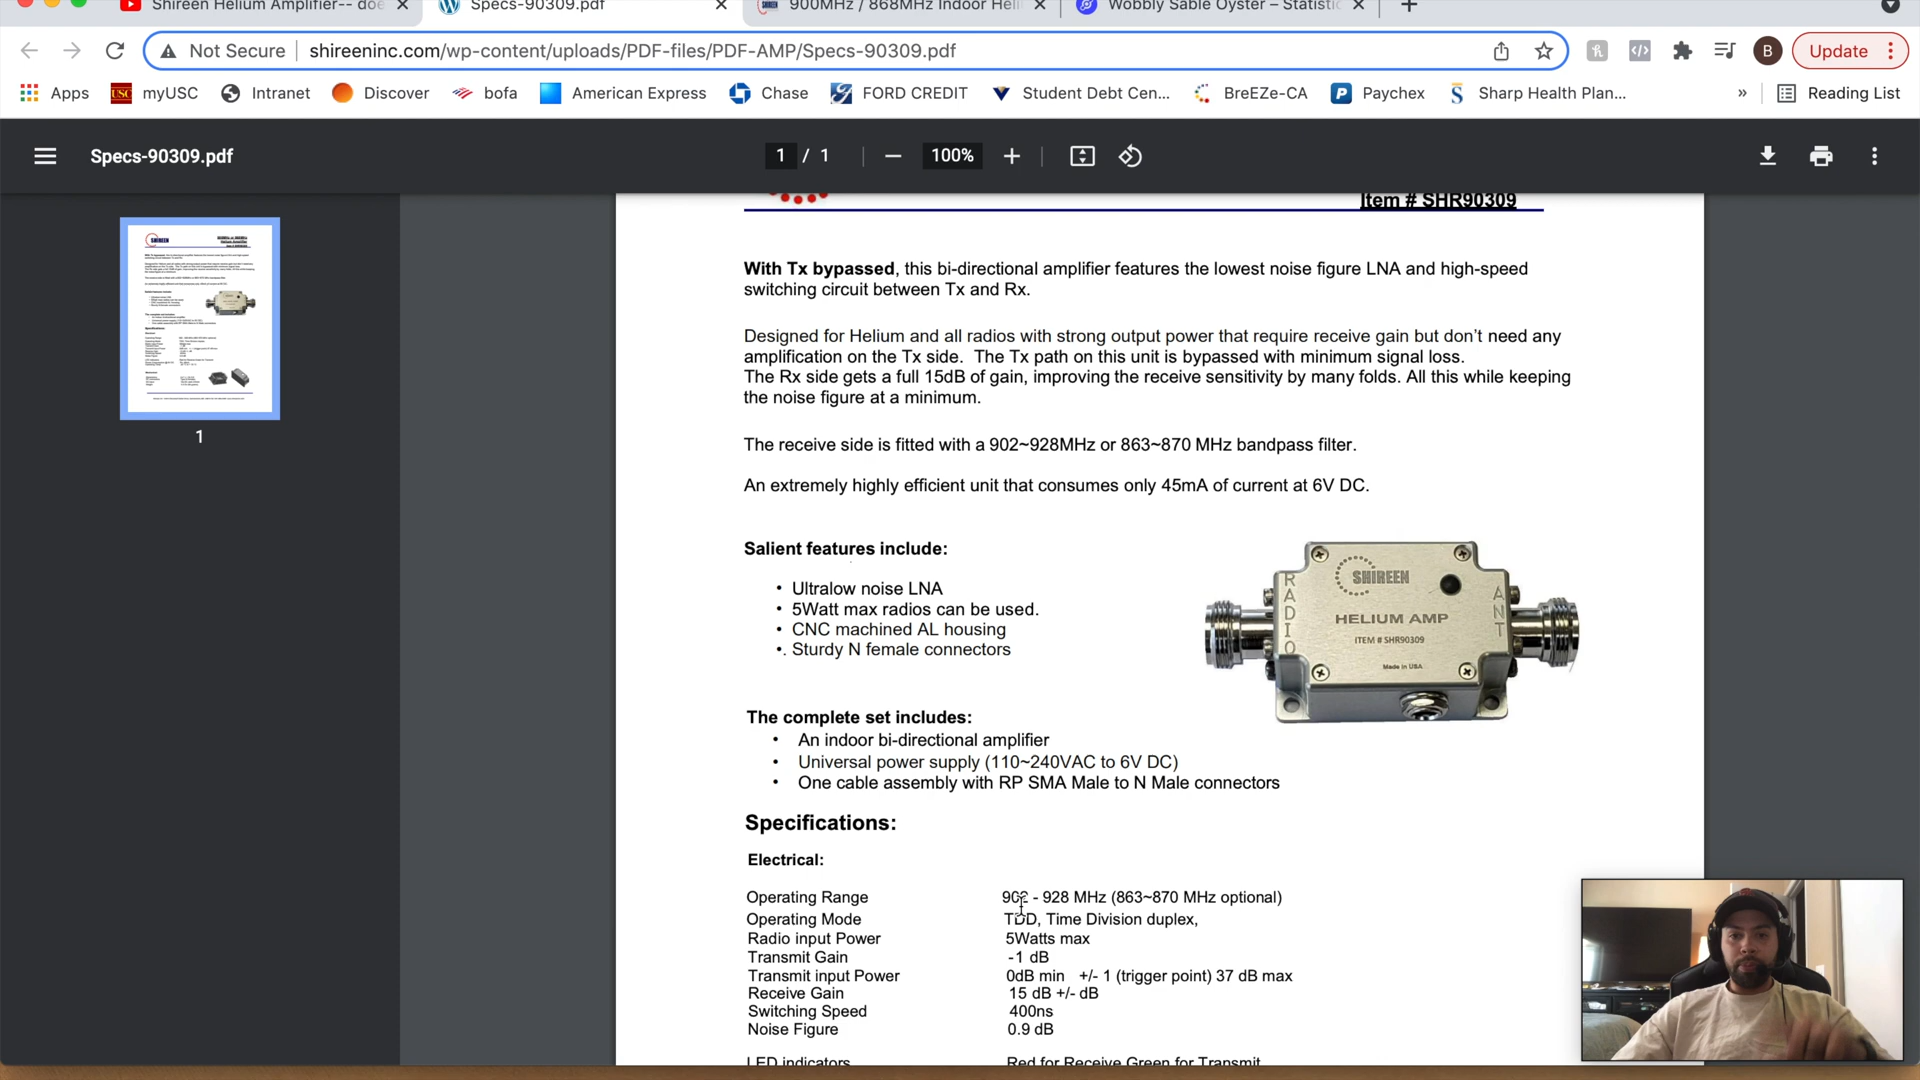 Shireen Helium Amplifier-- doe
Specs-90309.pdf
900MHz / 868MHz Indoor Heli
Wobbly Sable Oyster – Statistic
Not Secure
shireeninc.com/wp-content/uploads/PDF-files/PDF-AMP/Specs-90309.pdf
B
Update
Apps
USC
myUSC
Intranet
Discover
bofa
American Express
Chase
FORD CREDIT
Student Debt Cen...
BreEZe-CA
Paychex
Sharp Health Plan...
»
Reading List
Specs-90309.pdf
1 / 1
100%
1
Item # SHR90309
With Tx bypassed, this bi-directional amplifier features the lowest noise figure LNA and high-speed
switching circuit between Tx and Rx.
Designed for Helium and all radios with strong output power that require receive gain but don’t need any
amplification on the Tx side. The Tx path on this unit is bypassed with minimum signal loss.
The Rx side gets a full 15dB of gain, improving the receive sensitivity by many folds. All this while keeping
the noise figure at a minimum.
The receive side is fitted with a 902~928MHz or 863~870 MHz bandpass filter.
An extremely highly efficient unit that consumes only 45mA of current at 6V DC.
Salient features include:
• Ultralow noise LNA
• 5Watt max radios can be used.
• CNC machined AL housing
•. Sturdy N female connectors
RADIO
SHIREEN
HELIUM AMP
ITEM # SHR90309
Made in USA
ANT
The complete set includes:
• An indoor bi-directional amplifier
• Universal power supply (110~240VAC to 6V DC)
• One cable assembly with RP SMA Male to N Male connectors
Specifications:
Electrical:
Operating Range 902 - 928 MHz (863~870 MHz optional)
Operating Mode TDD, Time Division duplex,
Radio input Power 5Watts max
Transmit Gain -1 dB
Transmit input Power 0dB min +/- 1 (trigger point) 37 dB max
Receive Gain 15 dB +/- dB
Switching Speed 400ns
Noise Figure 0.9 dB
LED indicators Red for Receive Green for Transmit